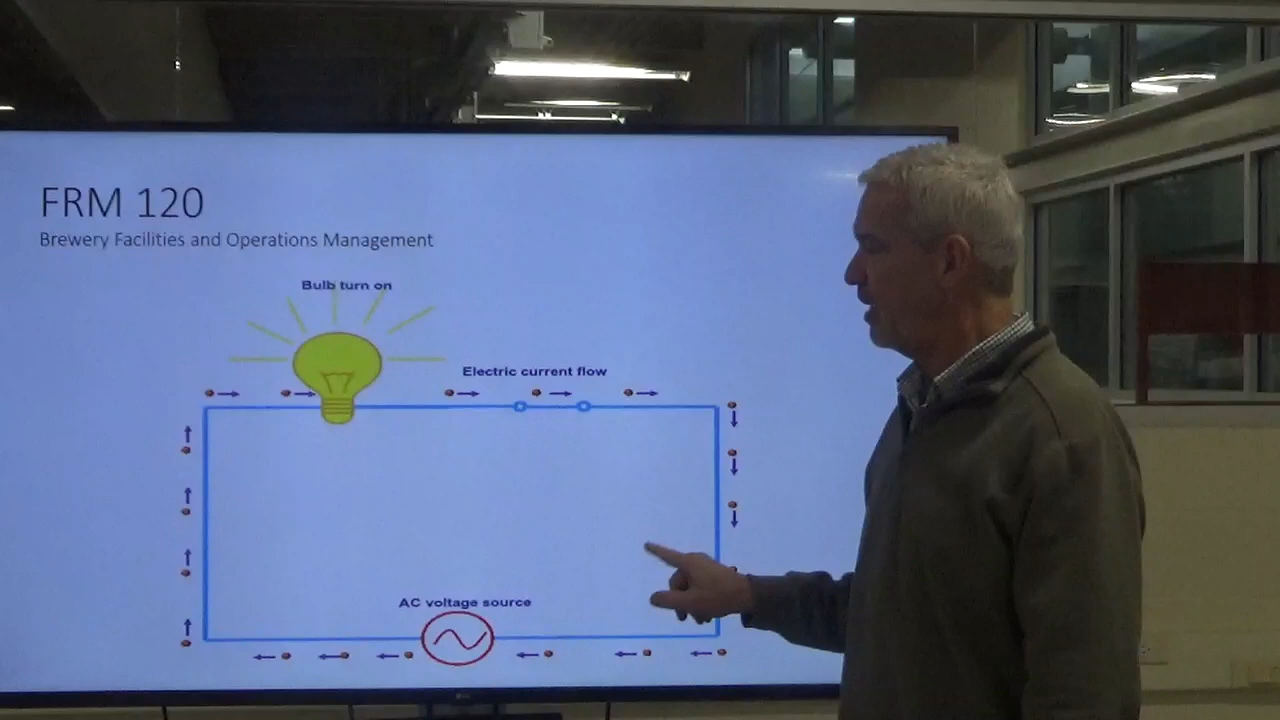 FRM 120
Brewery Facilities and Operations Management
Bulb turn on
Electric current flow
AC voltage source